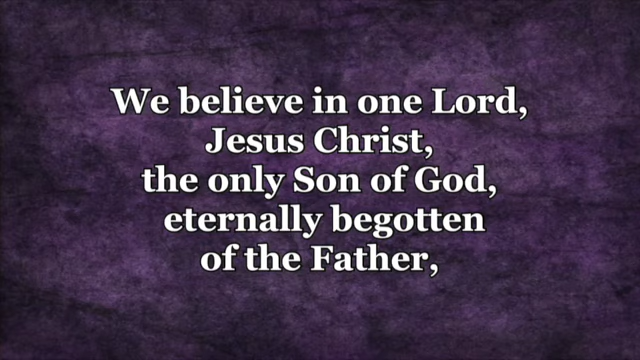 We believe in one Lord,
Jesus Christ,
the only Son of God,
eternally begotten
of the Father,